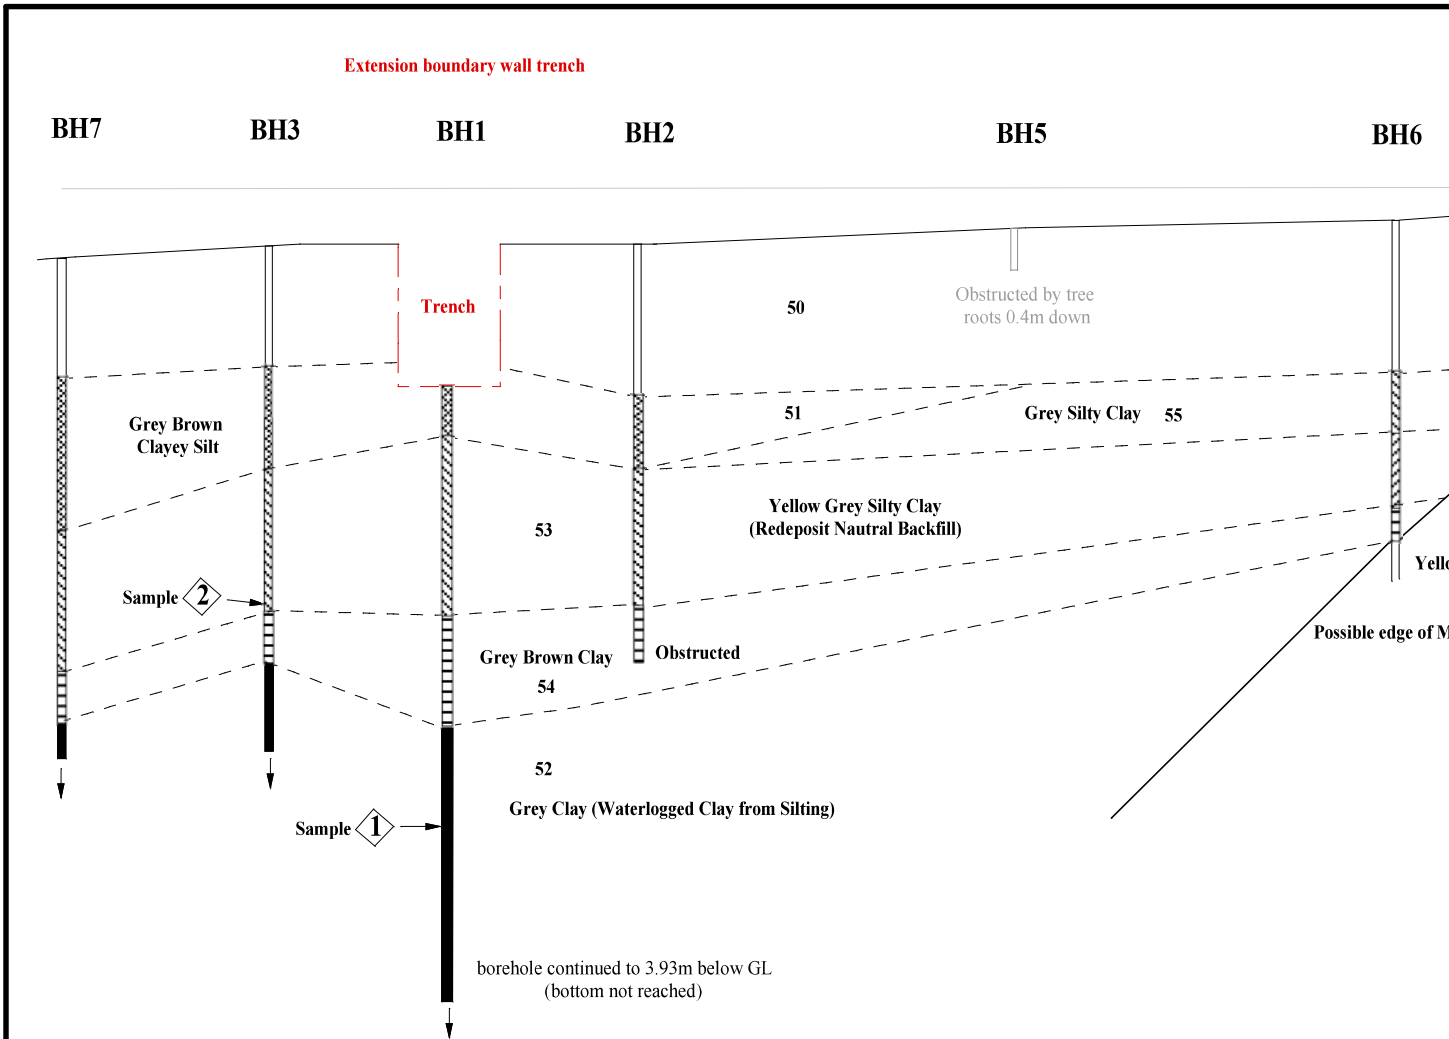 Extension boundary wall trench
BH7 BH3 BH1 BH2 BH5 BH6
Trench
50
Obstructed by tree
roots 0.4m down
Grey Brown
Clayey Silt
51
Grey Silty Clay 55
53
Yellow Grey Silty Clay
(Redeposit Nautral Backfill)
Yello
Sample 2
Possible edge of M
Grey Brown Clay
Obstructed
54
52
Grey Clay (Waterlogged Clay from Silting)
Sample 1
borehole continued to 3.93m below GL
(bottom not reached)